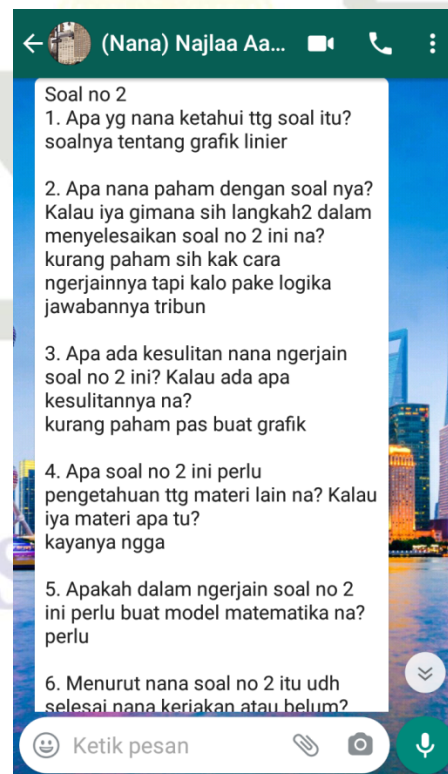 (Nana) Najlaa Aa...
Soal no 2
1. Apa yg nana ketahui ttg soal itu?
soalnya tentang grafik linier
2. Apa nana paham dengan soal nya?
Kalau iya gimana sih langkah2 dalam
menyelesaikan soal no 2 ini na?
kurang paham sih kak cara
ngerjainnya tapi kalo pake logika
jawabannya tribun
3. Apa ada kesulitan nana ngerjain
soal no 2 ini? Kalau ada apa
kesulitannya na?
kurang paham pas buat grafik
4. Apa soal no 2 ini perlu
pengetahuan ttg materi lain na? Kalau
iya materi apa tu?
kayanya ngga
5. Apakah dalam ngerjain soal no 2
ini perlu buat model matematika na?
perlu
6. Menurut nana soal no 2 itu udh
selesai nana kerjakan atau belum?
Ketik pesan